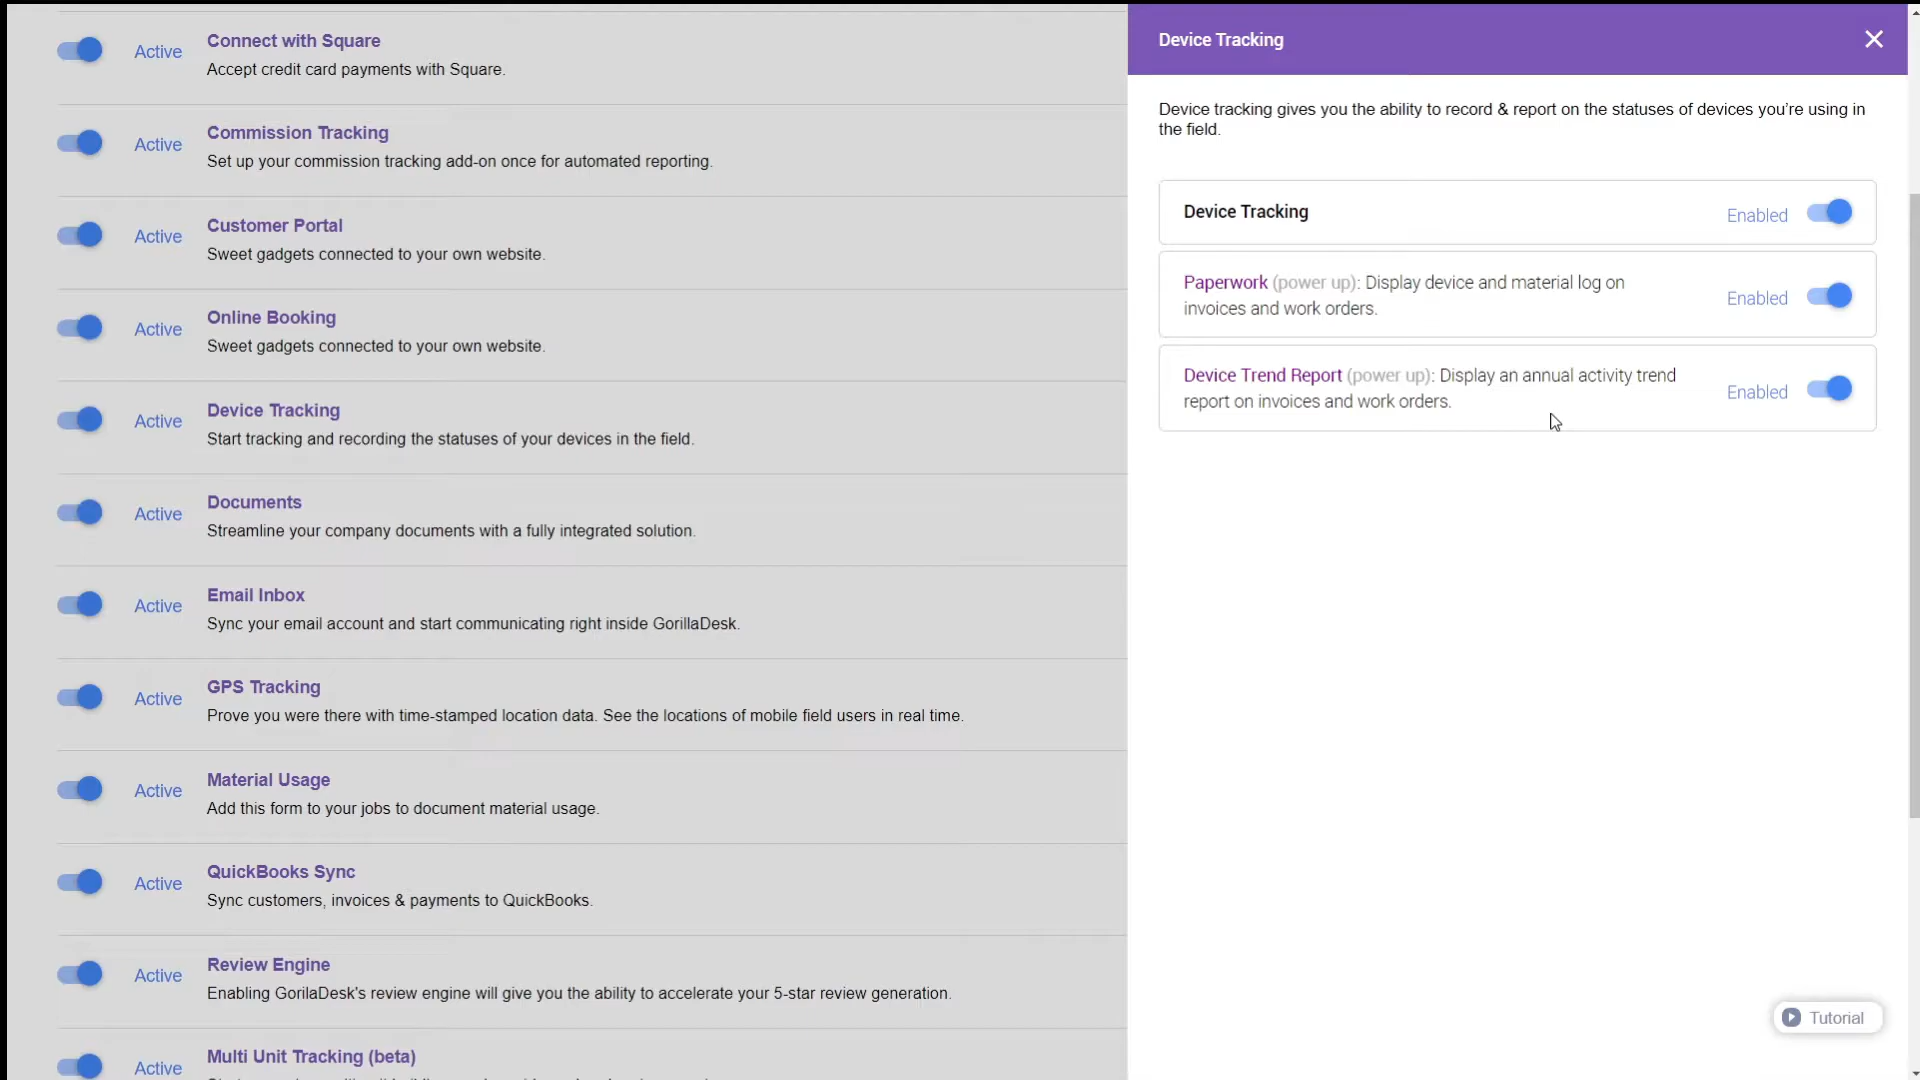 Connect with Square
Active
Accept credit card payments with Square.
Commission Tracking
Active
Set up your commission tracking add-on once for automated reporting.
Customer Portal
Active
Sweet gadgets connected to your own website.
Online Booking
Active
Sweet gadgets connected to your own website.
Device Tracking
Active
Start tracking and recording the statuses of your devices in the field.
Documents
Active
Streamline your company documents with a fully integrated solution.
Email Inbox
Active
Sync your email account and start communicating right inside GorillaDesk.
GPS Tracking
Active
Prove you were there with time-stamped location data. See the locations of mobile field users in real time.
Material Usage
Active
Add this form to your jobs to document material usage.
QuickBooks Sync
Active
Sync customers, invoices & payments to QuickBooks.
Review Engine
Active
Enabling GorilaDesk's review engine will give you the ability to accelerate your 5-star review generation.
Multi Unit Tracking (beta)
Active
Device Tracking
Device tracking gives you the ability to record & report on the statuses of devices you're using in
the field.
Device Tracking
Enabled
Paperwork (power up): Display device and material log on
invoices and work orders.
Enabled
Device Trend Report (power up): Display an annual activity trend
report on invoices and work orders.
Enabled
Tutorial